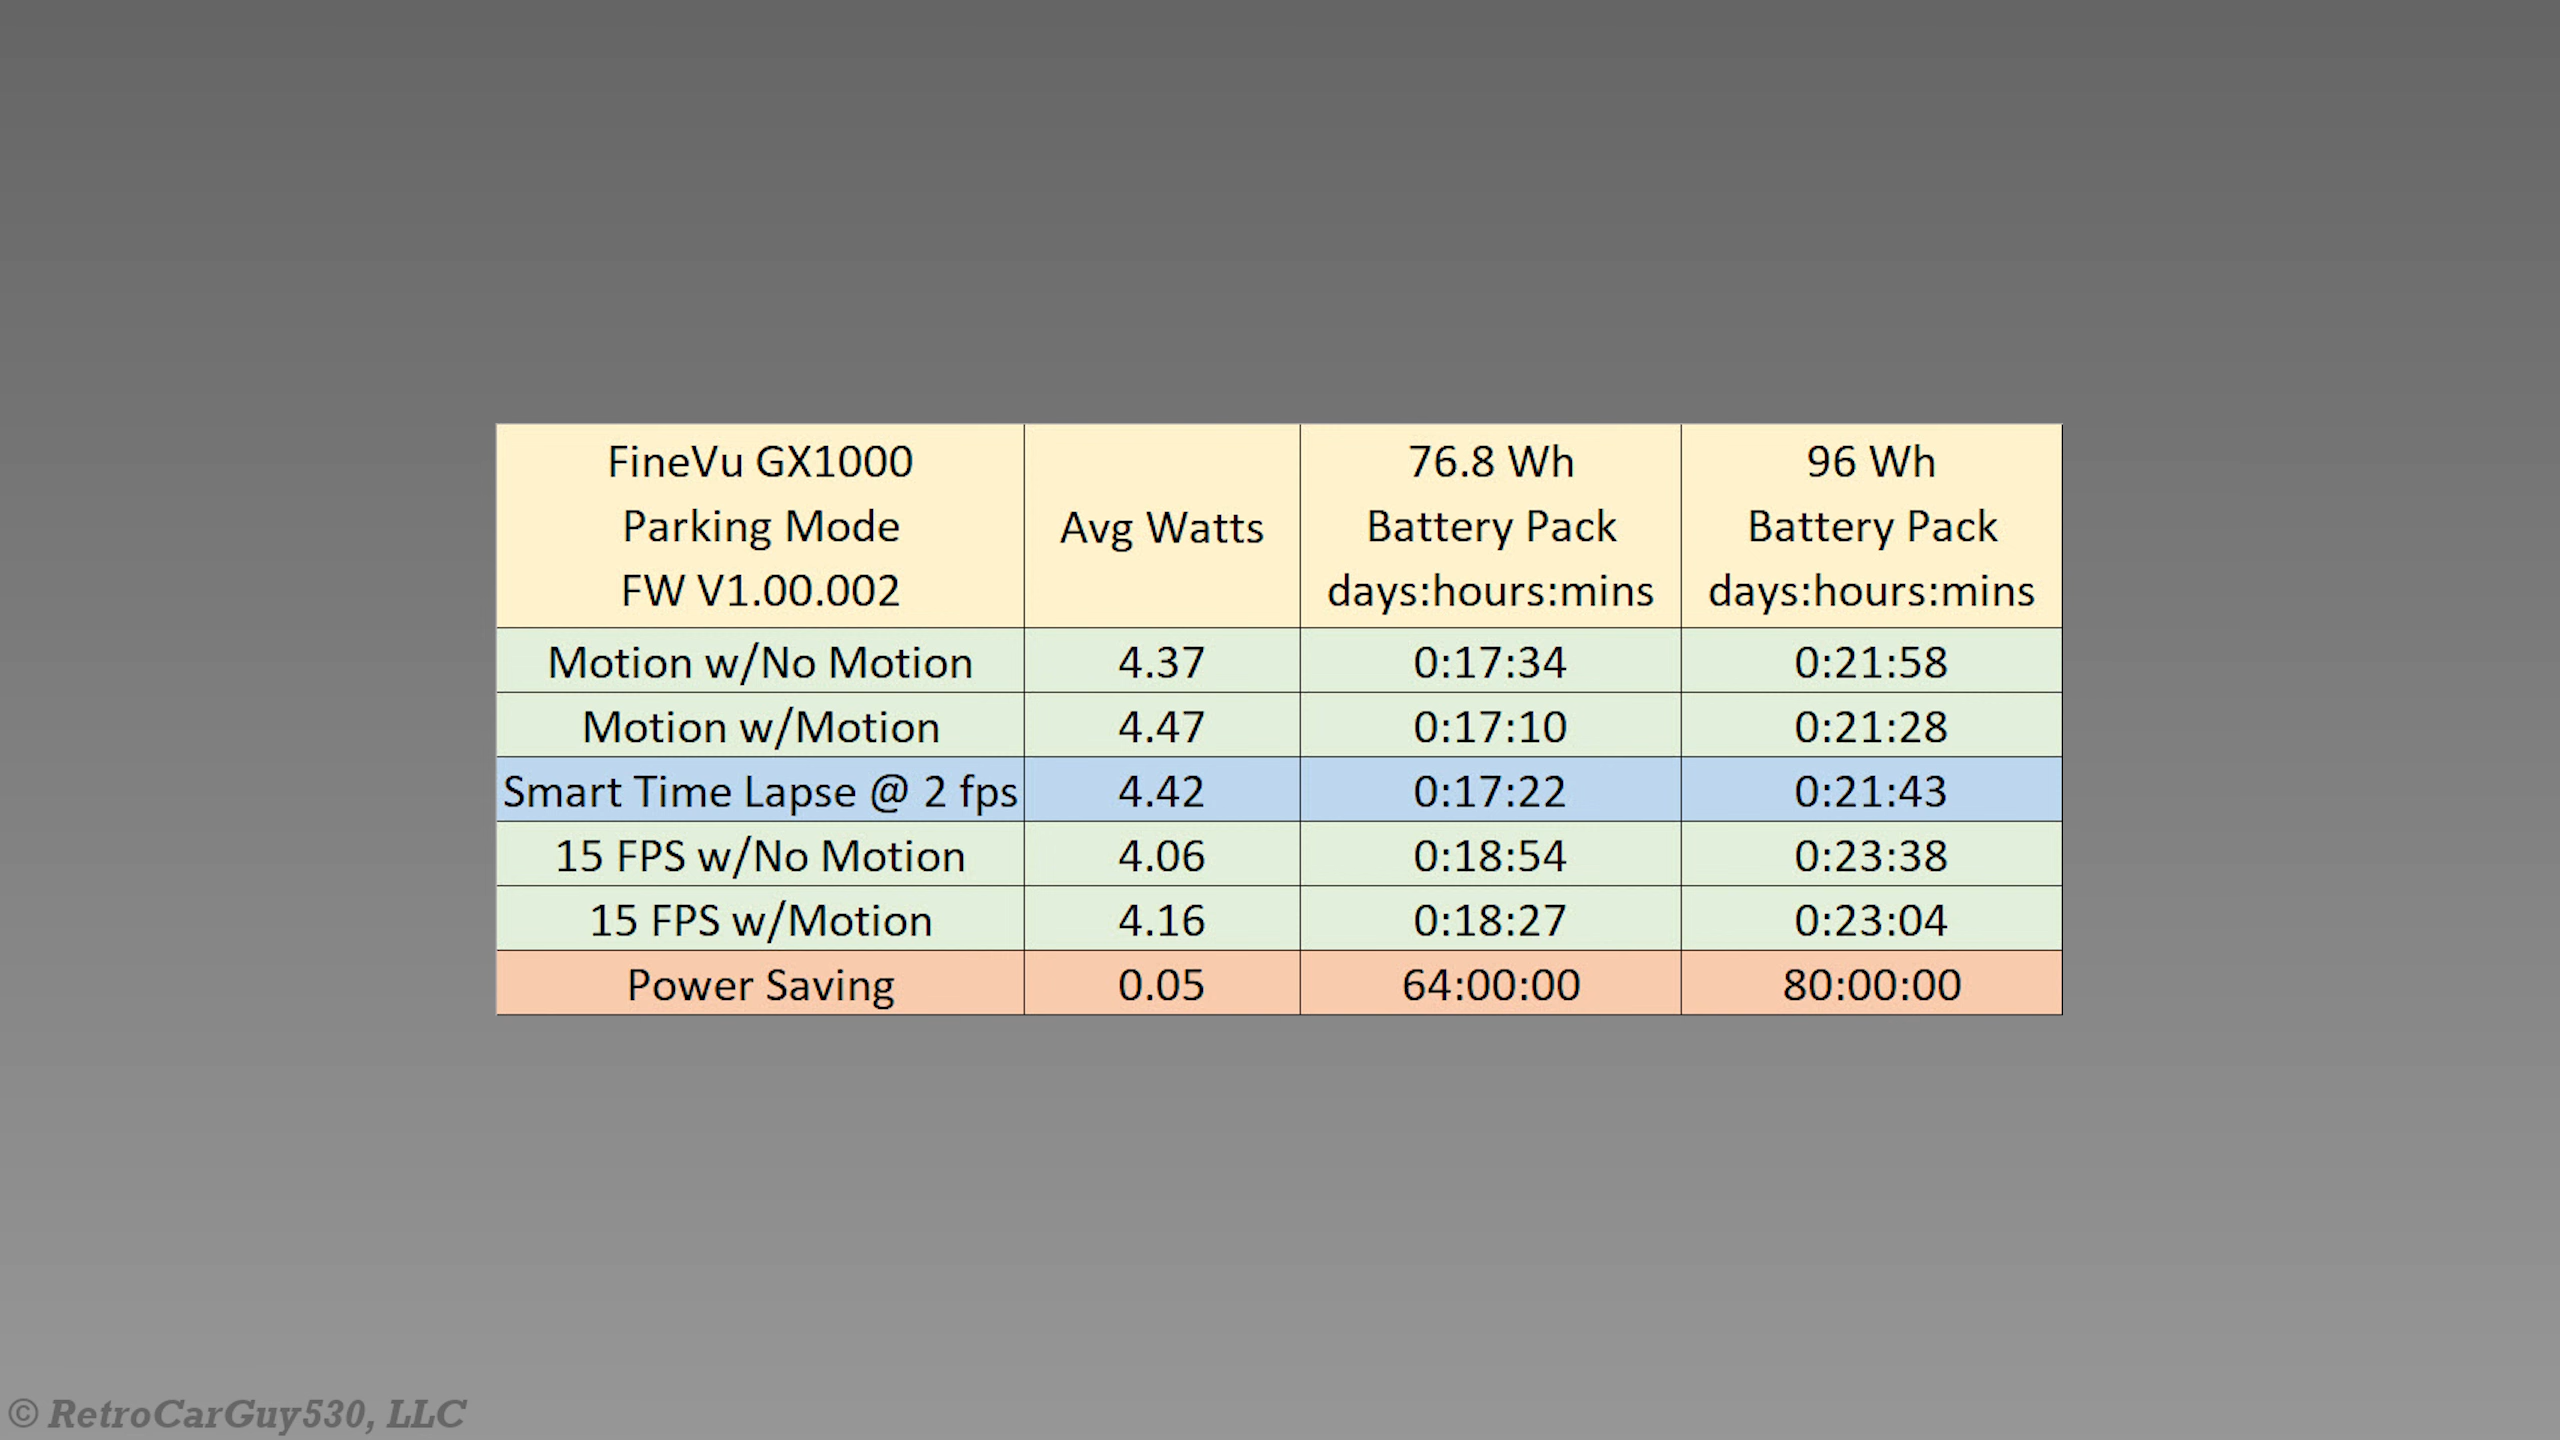 FineVu GX1000
Parking Mode
FW V1.00.002
Avg Watts
76.8 Wh
Battery Pack
days:hours:mins
96 Wh
Battery Pack
days:hours:mins
Motion w/No Motion 4.37 0:17:34 0:21:58
Motion w/Motion 4.47 0:17:10 0:21:28
Smart Time Lapse @ 2 fps 4.42 0:17:22 0:21:43
15 FPS w/No Motion 4.06 0:18:54 0:23:38
15 FPS w/Motion 4.16 0:18:27 0:23:04
Power Saving 0.05 64:00:00 80:00:00
© RetroCarGuy530, LLC